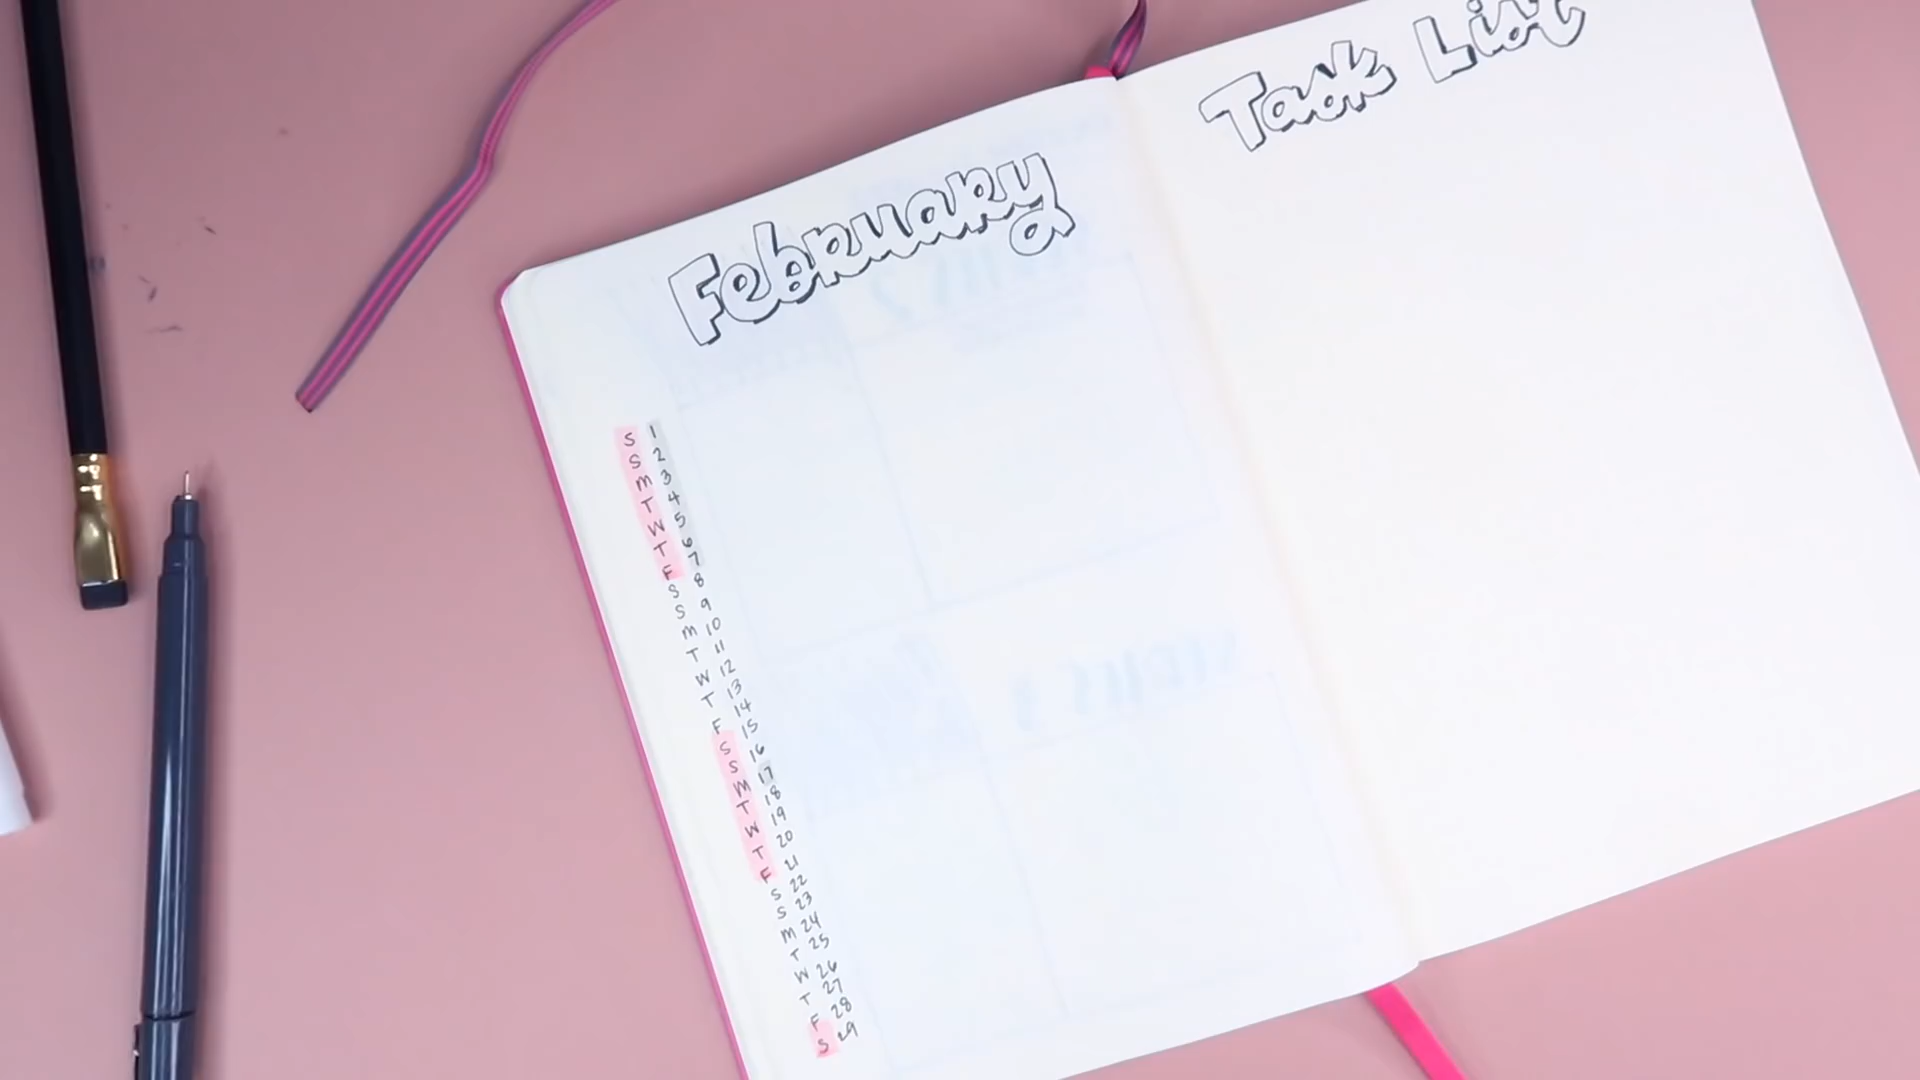 February
S 1
S 2
M 3
T 4
W 5
T 6
F 7
S 8
S 9
M 10
T 11
W 12
T 13
F 14
S 15
S 16
M 17
T 18
W 19
T 20
F 21
S 22
S 23
M 24
T 25
W 26
T 27
F 28
S 29
Task List